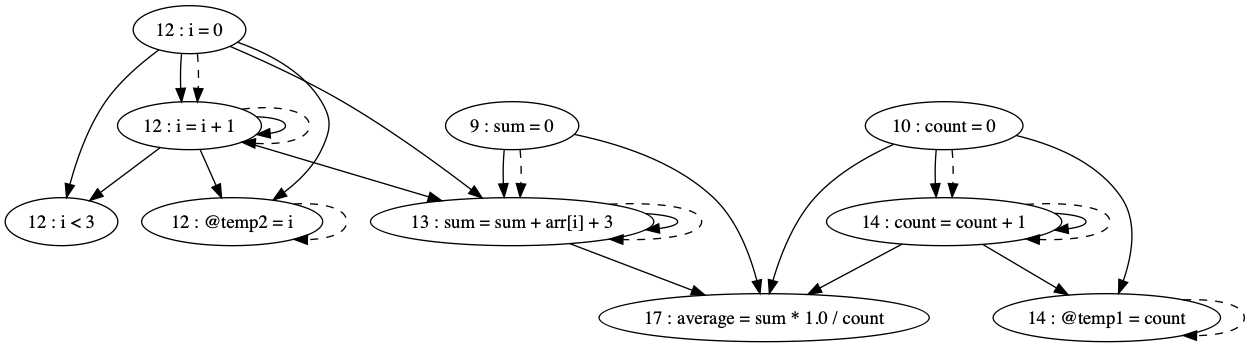 12 : i = 0
12 : i = i + 1
9 : sum = 0
10 : count = 0
12 : i < 3
12 : @temp2 = i
13 : sum = sum + arr[i] + 3
14 : count = count + 1
17 : average = sum * 1.0 / count
14 : @temp1 = count